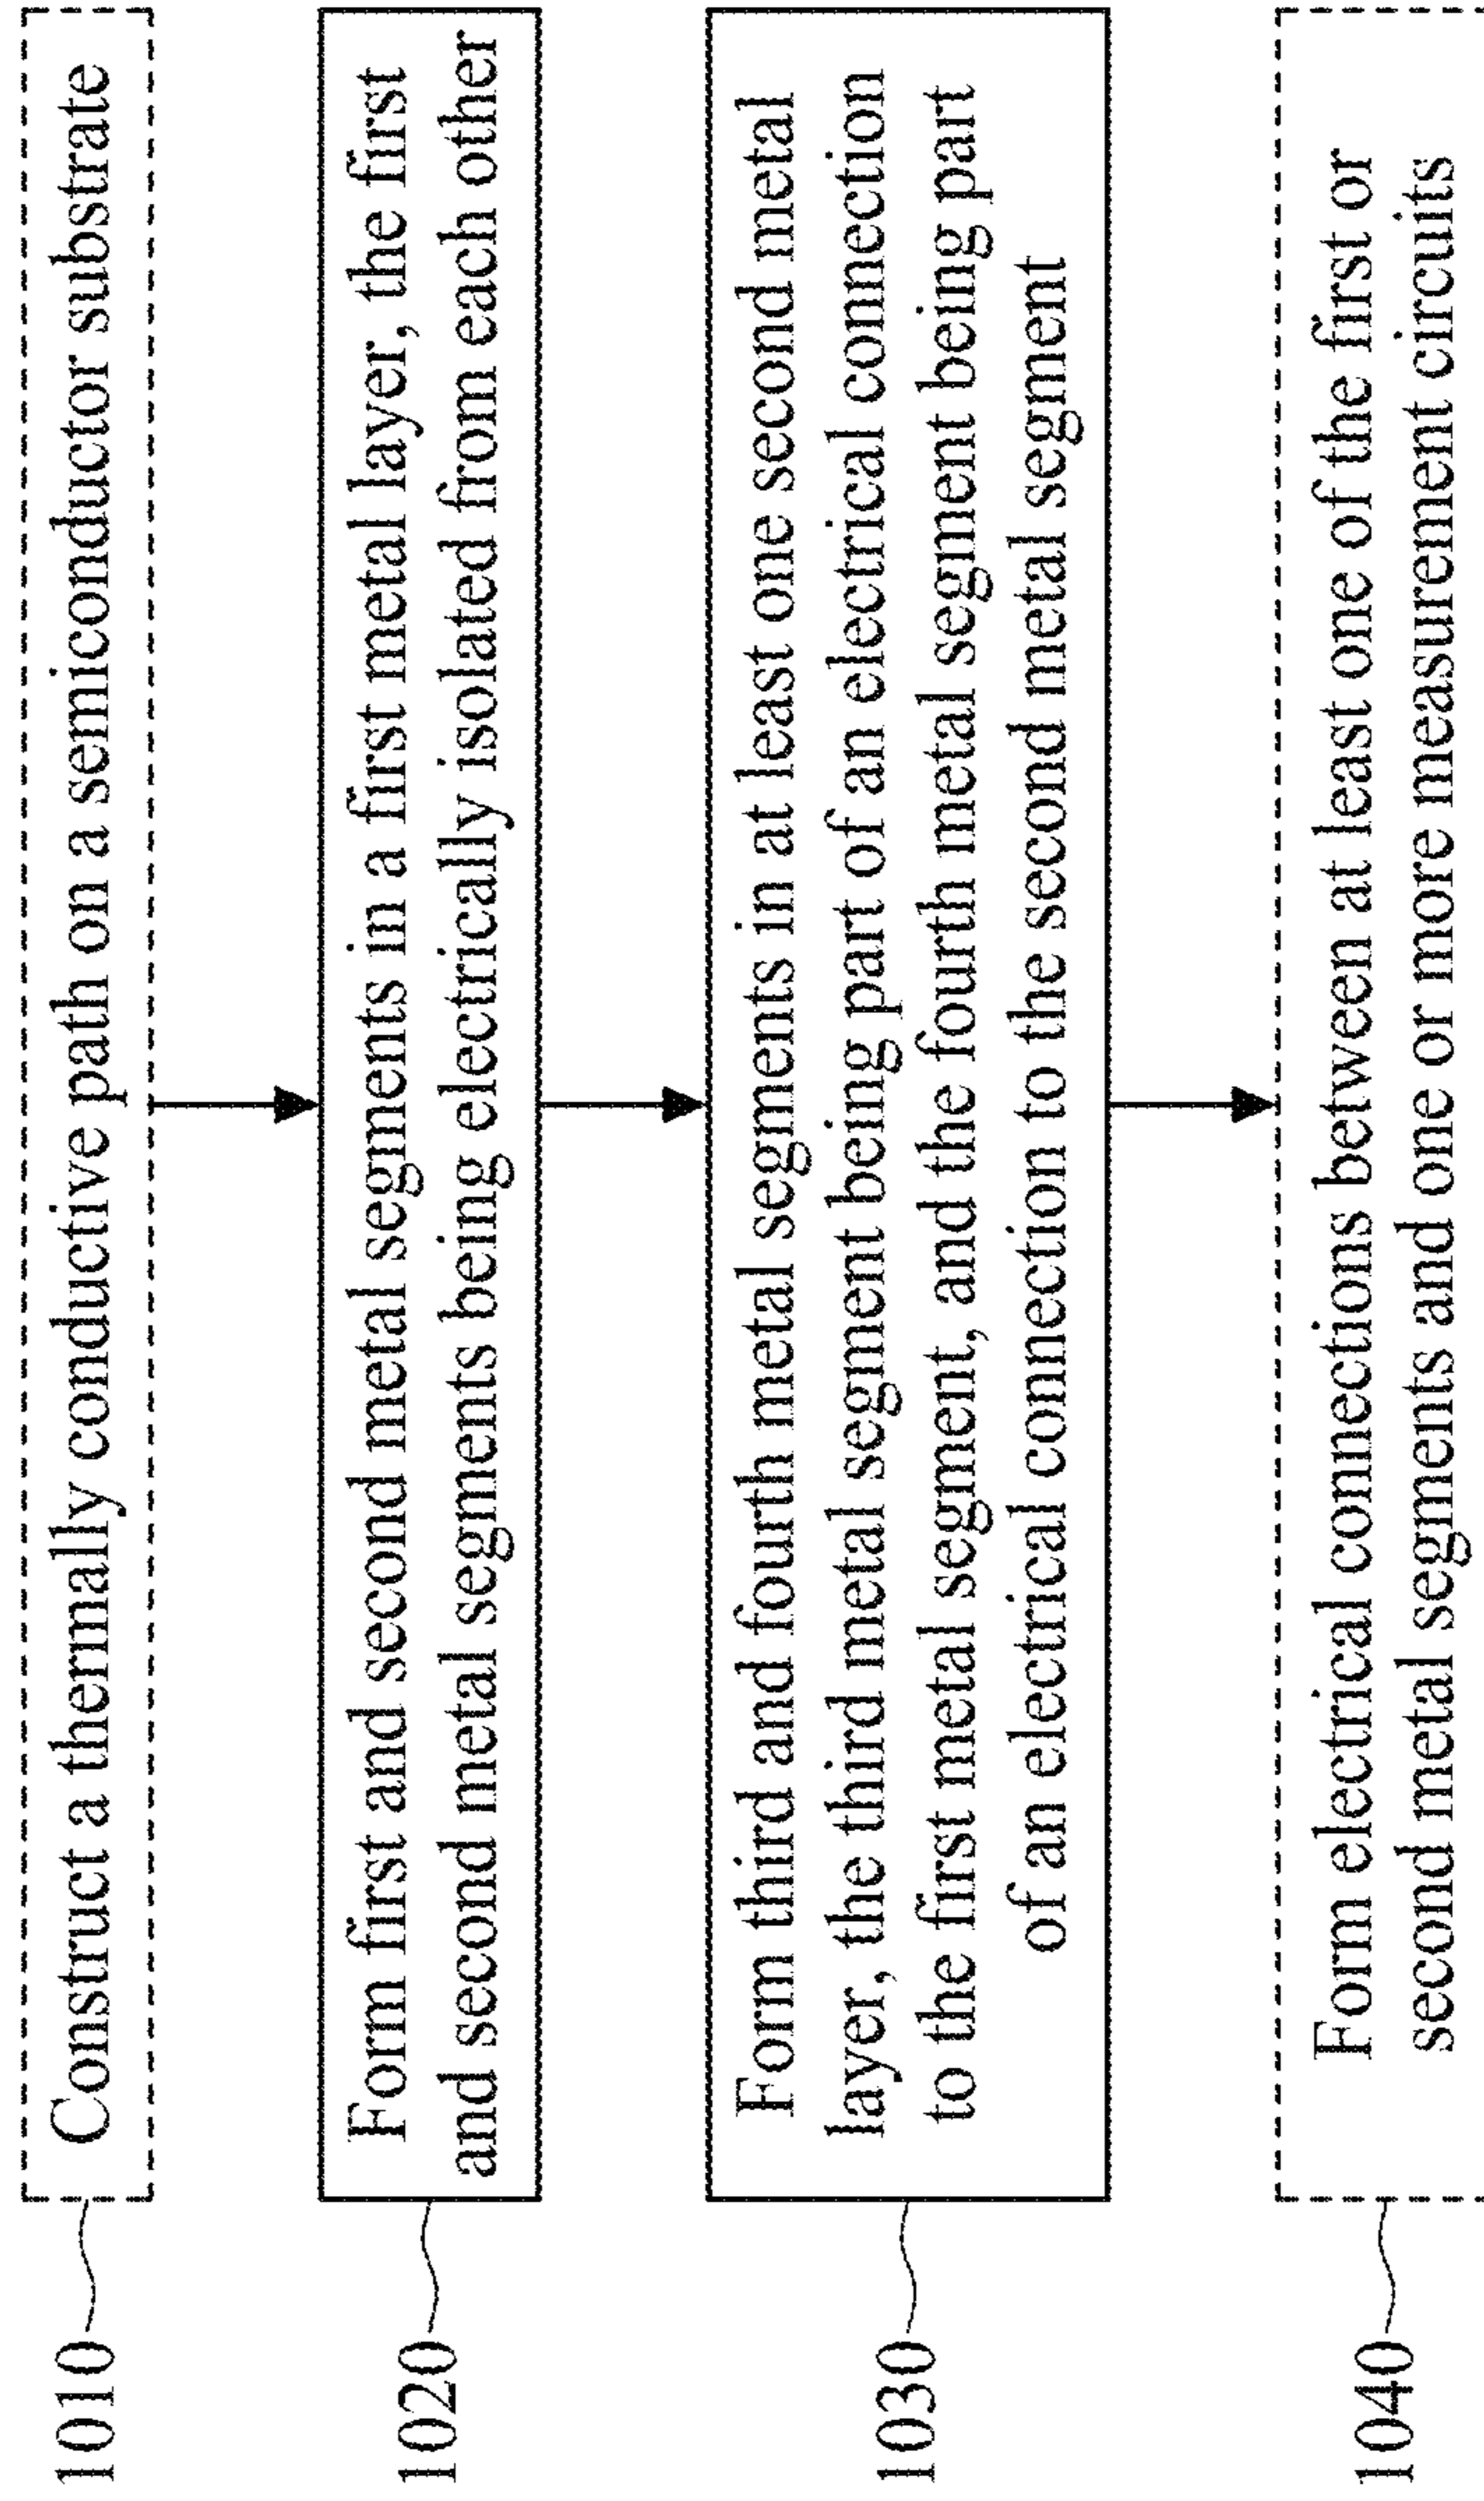 1010
Construct a thermally conductive path on a semiconductor substrate
1020
Form first and second metal segments in a first metal layer, the first
and second metal segments being electrically isolated from each other
1030
Form third and fourth metal segments in at least one second metal
layer, the third metal segment being part of an electrical connection
to the first metal segment, and the fourth metal segment being part
of an electrical connection to the second metal segment
1040
Form electrical connections between at least one of the first or
second metal segments and one or more measurement circuits